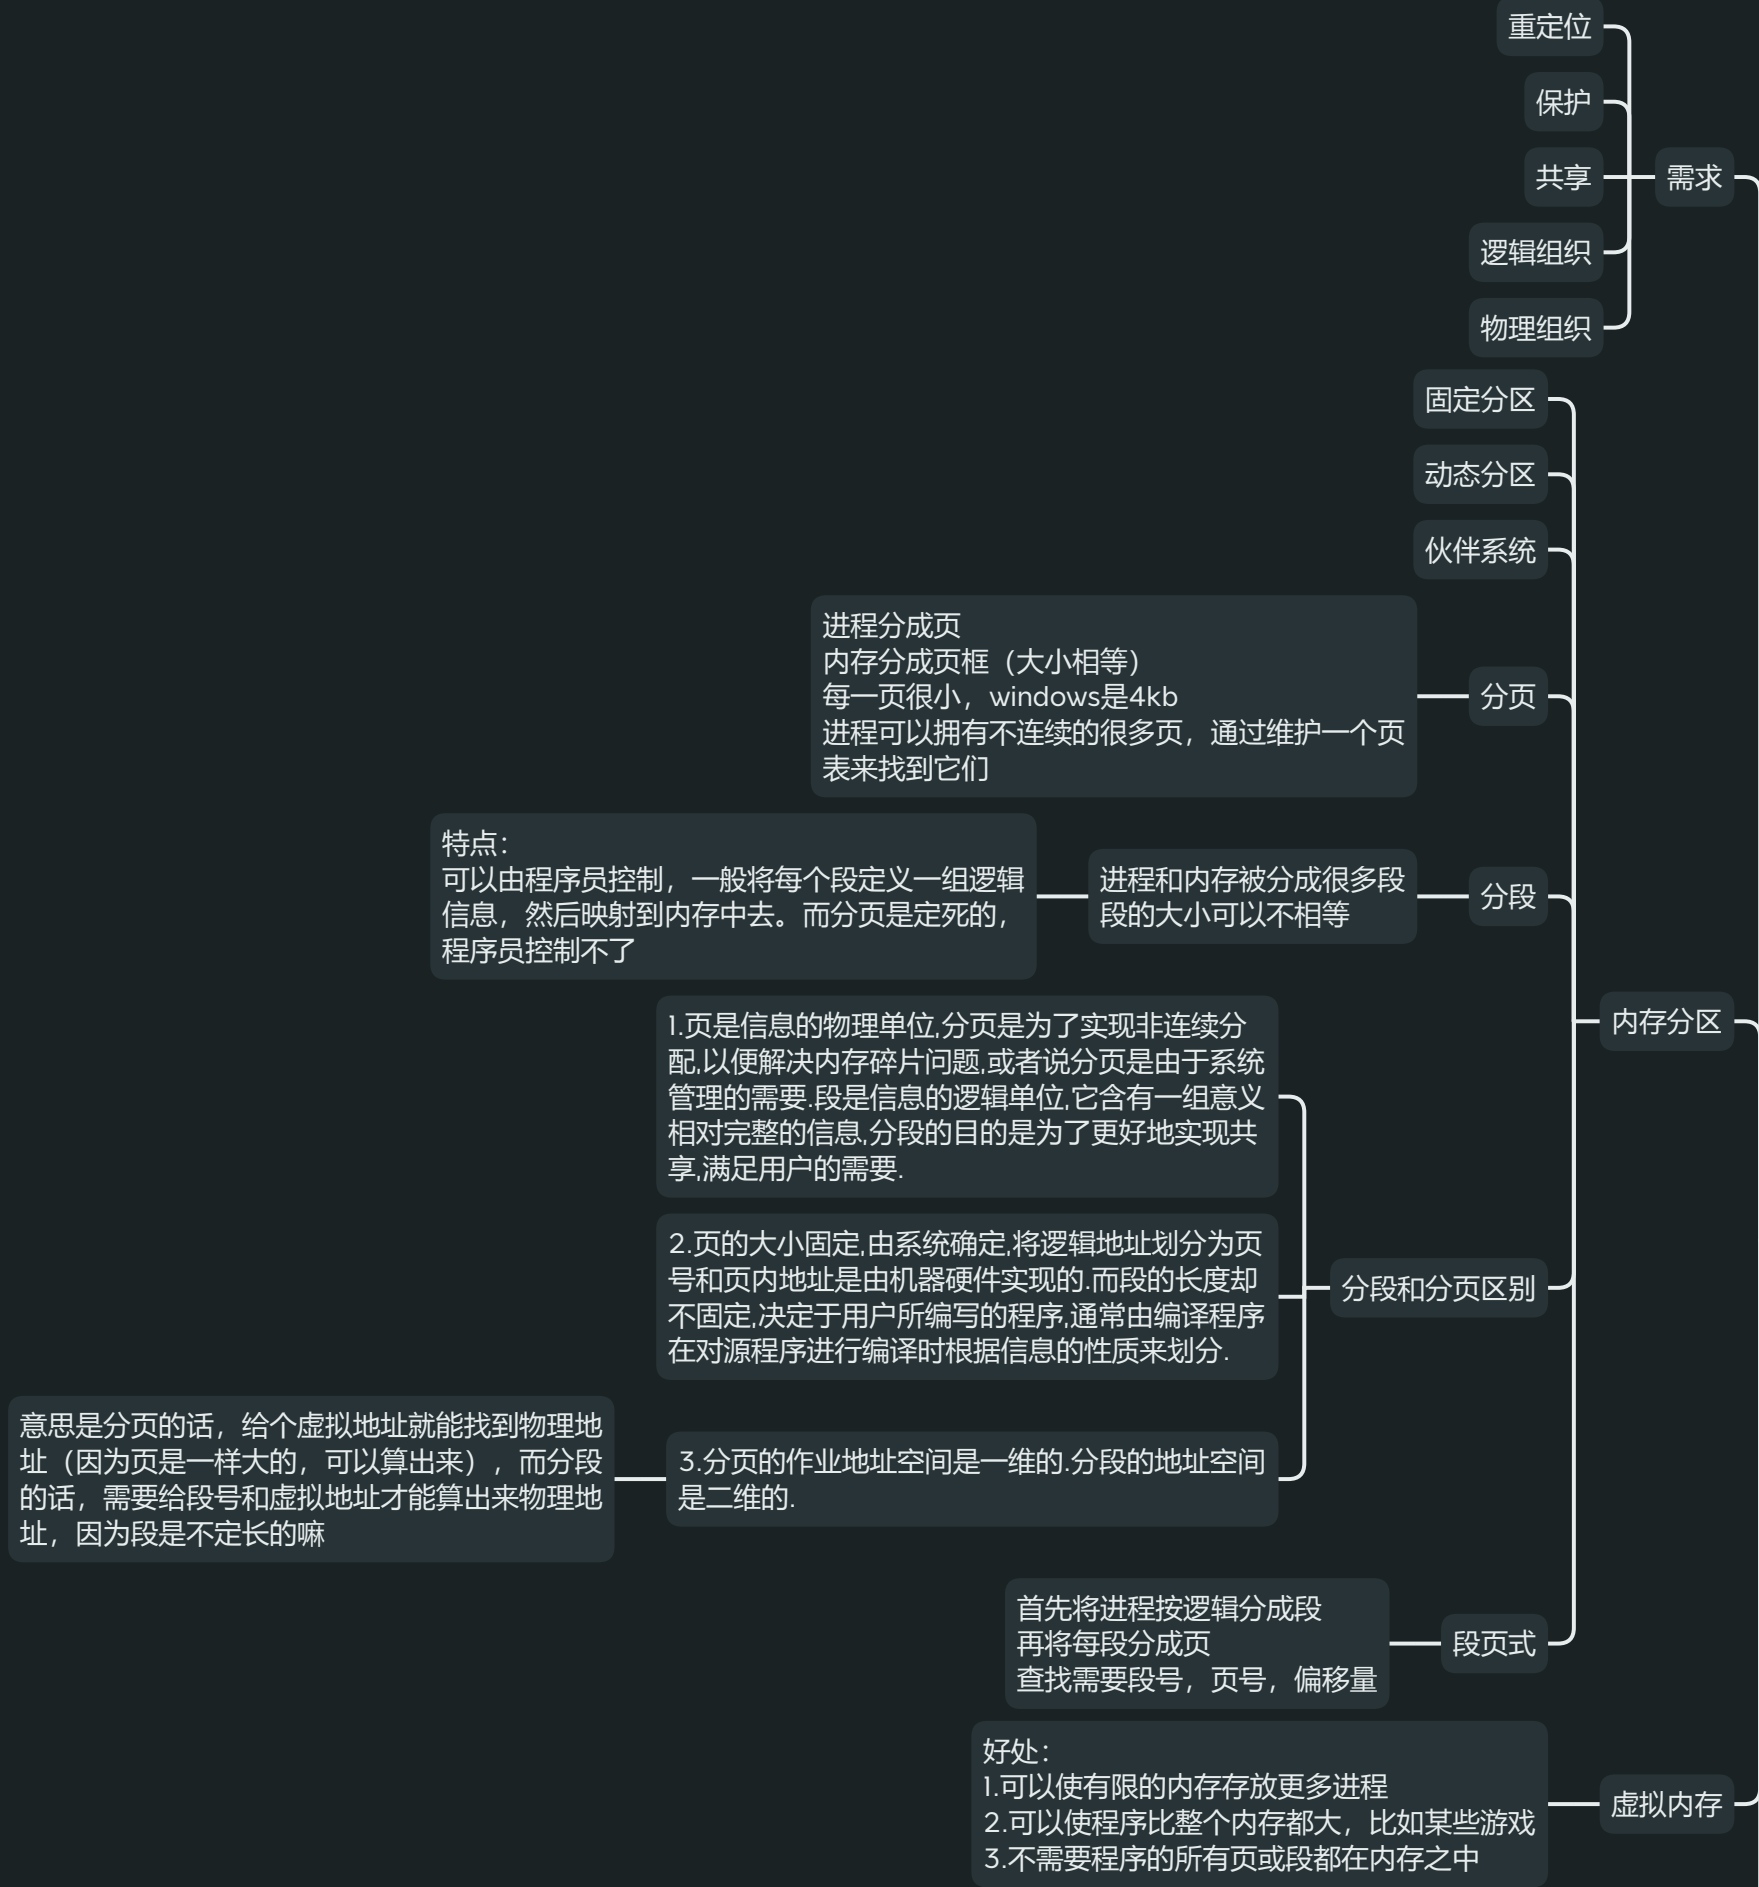 重定位
保护
共享
需求
逻辑组织
物理组织
固定分区
动态分区
伙伴系统
进程分成页
内存分成页框（大小相等）
每一页很小，windows是4kb
进程可以拥有不连续的很多页，通过维护一个页
表来找到它们
分页
特点：
可以由程序员控制，一般将每个段定义一组逻辑
信息，然后映射到内存中去。而分页是定死的，
程序员控制不了
进程和内存被分成很多段
段的大小可以不相等
分段
内存分区
1.页是信息的物理单位,分页是为了实现非连续分
配,以便解决内存碎片问题,或者说分页是由于系统
管理的需要.段是信息的逻辑单位,它含有一组意义
相对完整的信息,分段的目的是为了更好地实现共
享,满足用户的需要.
2.页的大小固定,由系统确定,将逻辑地址划分为页
号和页内地址是由机器硬件实现的.而段的长度却
不固定,决定于用户所编写的程序,通常由编译程序
在对源程序进行编译时根据信息的性质来划分.
分段和分页区别
意思是分页的话，给个虚拟地址就能找到物理地
址（因为页是一样大的，可以算出来），而分段
的话，需要给段号和虚拟地址才能算出来物理地
址，因为段是不定长的嘛
3.分页的作业地址空间是一维的.分段的地址空间
是二维的.
首先将进程按逻辑分成段
再将每段分成页
查找需要段号，页号，偏移量
段页式
好处：
1.可以使有限的内存存放更多进程
2.可以使程序比整个内存都大，比如某些游戏
3.不需要程序的所有页或段都在内存之中
虚拟内存